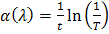 α(λ) = 1/t ln (1/T)